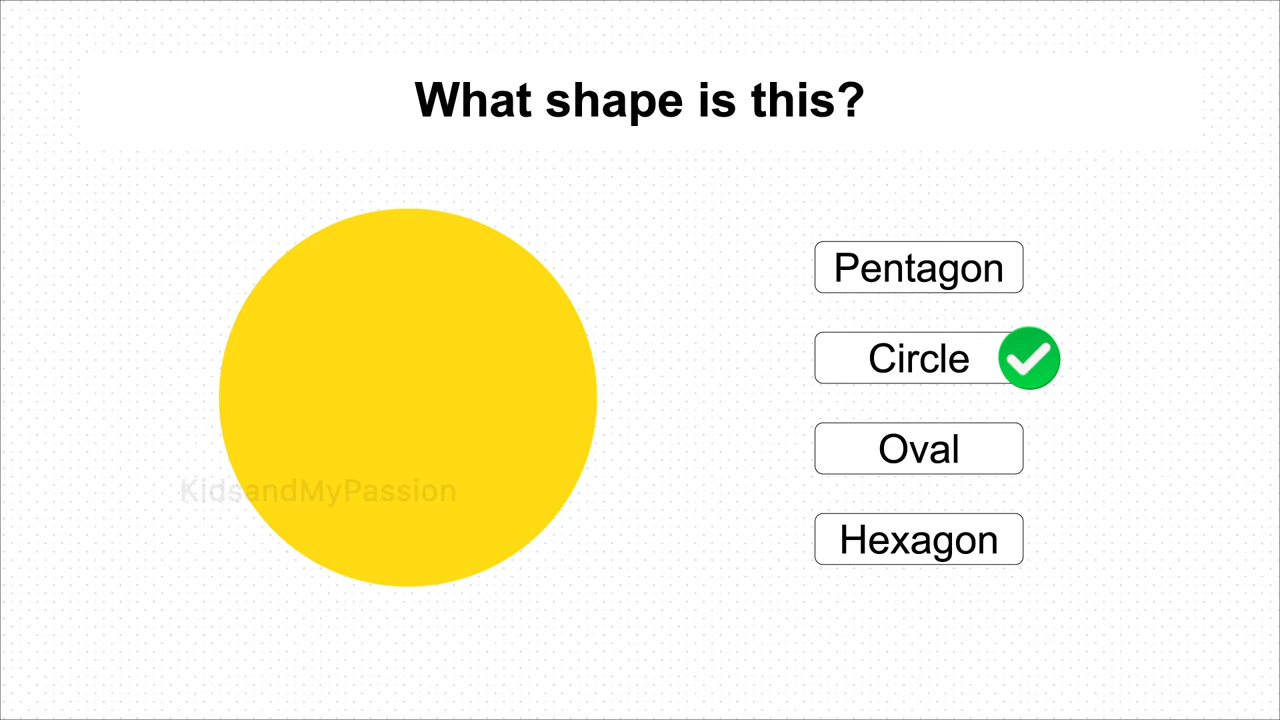 What shape is this?
Pentagon
Circle
Oval
KidsandMyPassion
Hexagon